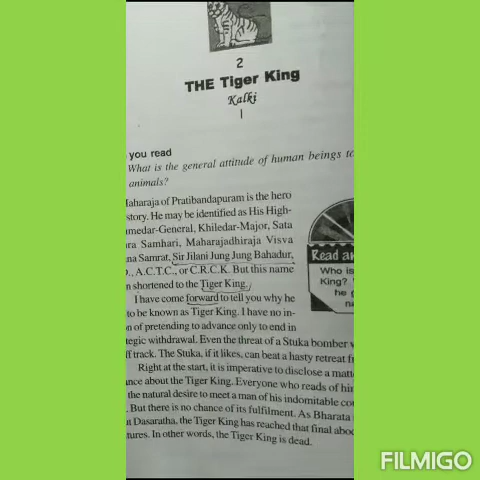 2
THE Tiger King
Kalki
I
you read
What is the general attitude of human beings to
animals?
Maharaja of Pratibandapuram is the hero
story. He may be identified as His High-
medar-General, Khiledar-Major, Sata
ra Samhari, Maharajadhiraja Visva
na Samrat, Sir Jilani Jung Jung Bahadur,
A.C.T.C., or C.R.C.K. But this name
n shortened to the Tiger King.
I have come forward to tell you why he
to be known as Tiger King. I have no in-
n of pretending to advance only to end in
tegic withdrawal. Even the threat of a Stuka bomber
ff track. The Stuka, if it likes, can beat a hasty retreat
Right at the start, it is imperative to disclose a matt
ance about the Tiger King. Everyone who reads of him
the natural desire to meet a man of his indomitable co
. But there is no chance of its fulfilment. As Bharata
t Dasaratha, the Tiger King has reached that final abo
tures. In other words, the Tiger King is dead.
Read a
Who is
King?
he
n
FILMIGO